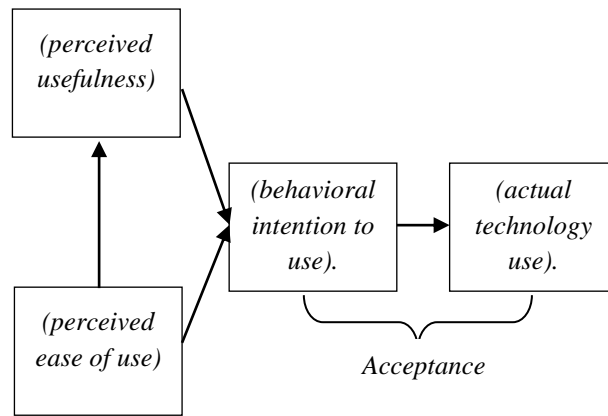 (perceived
usefulness)
(behavioral
intention to
use).
(actual
technology
use).
(perceived
ease of use)
Acceptance